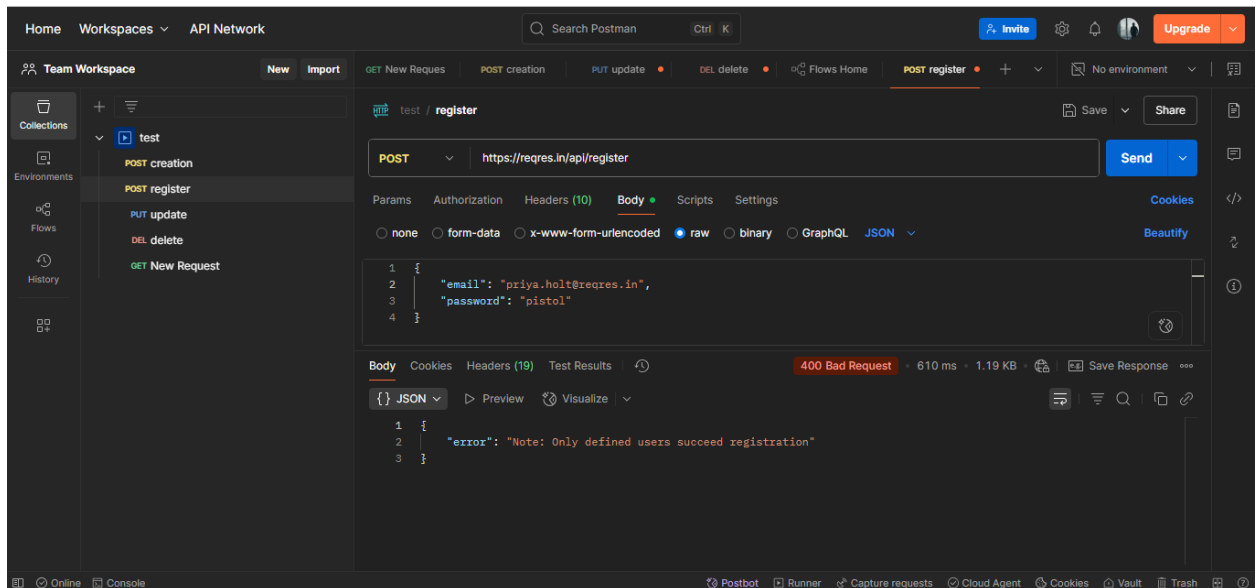 Home Workspaces API Network Search Postman Ctrl K Invite Upgrade
Team Workspace New Import GET New Reques POST creation PUT update DEL delete Flows Home POST register No environment
Collections
Environments
Flows
History
test
POST creation
POST register
PUT update
DEL delete
GET New Request
HTTP test / register Save Share
POST https://reqres.in/api/register Send
Params Authorization Headers (10) Body Scripts Settings Cookies
none form-data x-www-form-urlencoded raw binary GraphQL JSON Beautify
1 {
2 "email": "priya.holt@reqres.in",
3 "password": "pistol"
4 }
Body Cookies Headers (19) Test Results 400 Bad Request 610 ms 1.19 KB Save Response
{} JSON Preview Visualize
1 {
2 "error": "Note: Only defined users succeed registration"
3 }
Online Console Postbot Runner Capture requests Cloud Agent Cookies Vault Trash